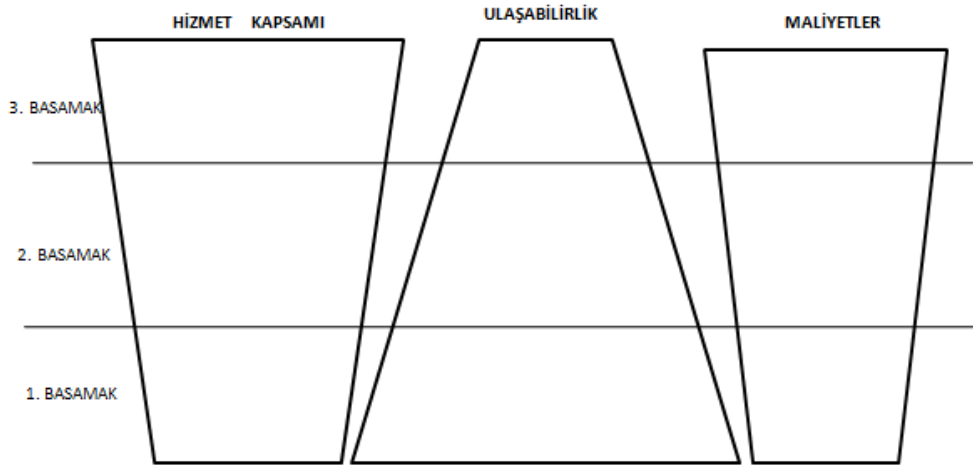 HİZMET KAPSAMI
ULAŞABİLİRLİK
MALİYETLER
3. BASAMAK
2. BASAMAK
1. BASAMAK